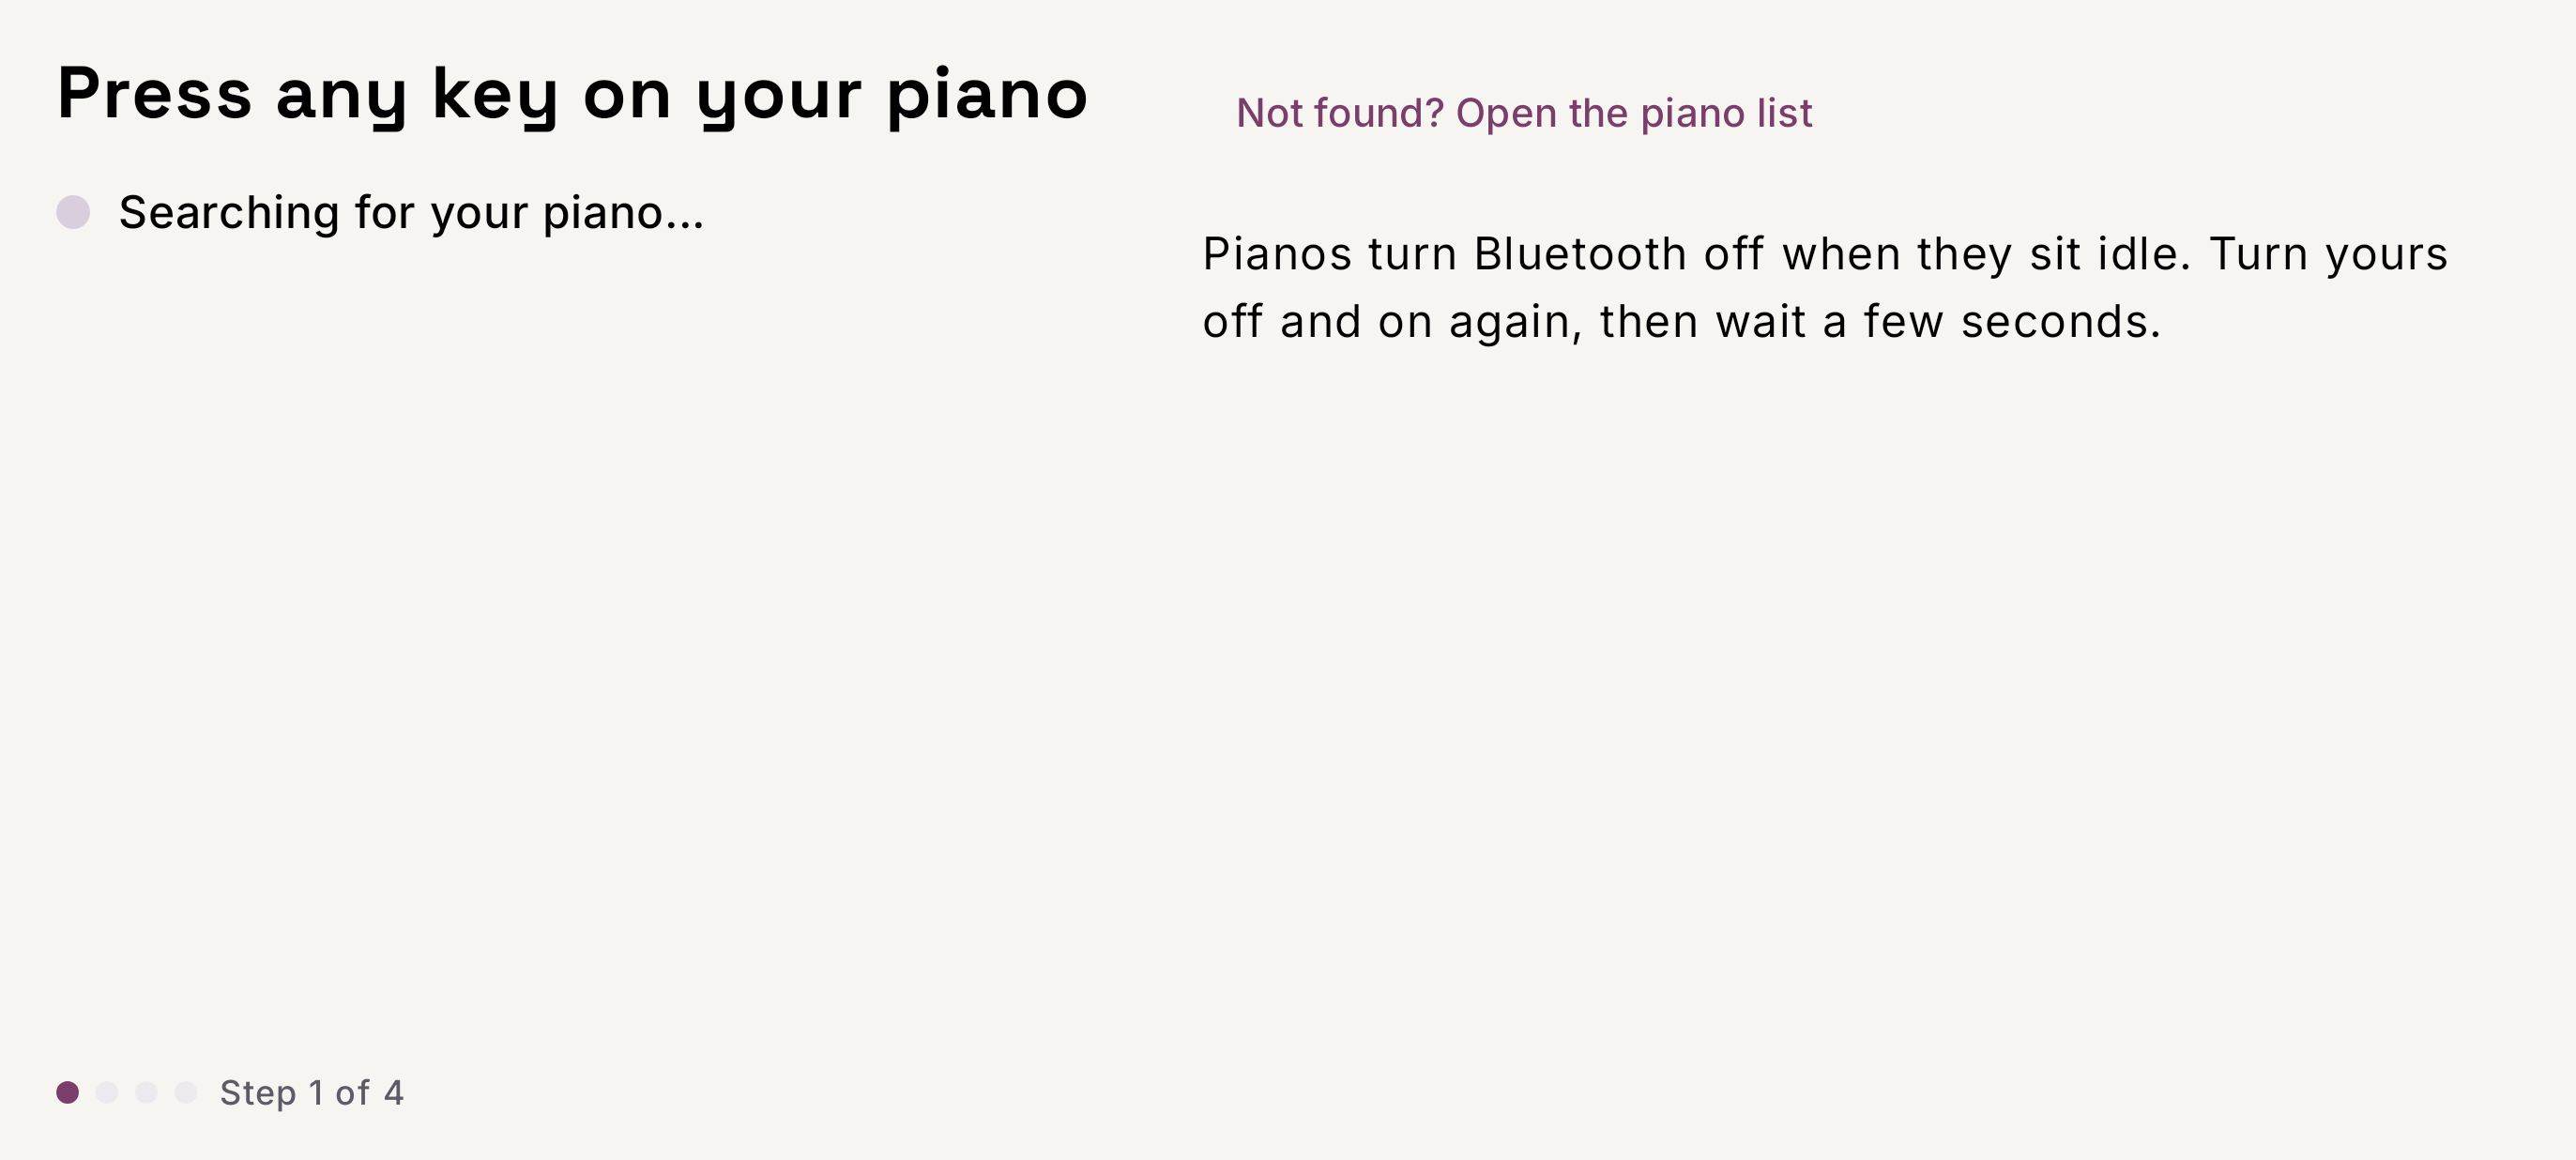 Press any key on your piano
Searching for your piano...
Not found? Open the piano list
Pianos turn Bluetooth off when they sit idle. Turn yours
off and on again, then wait a few seconds.
Step 1 of 4